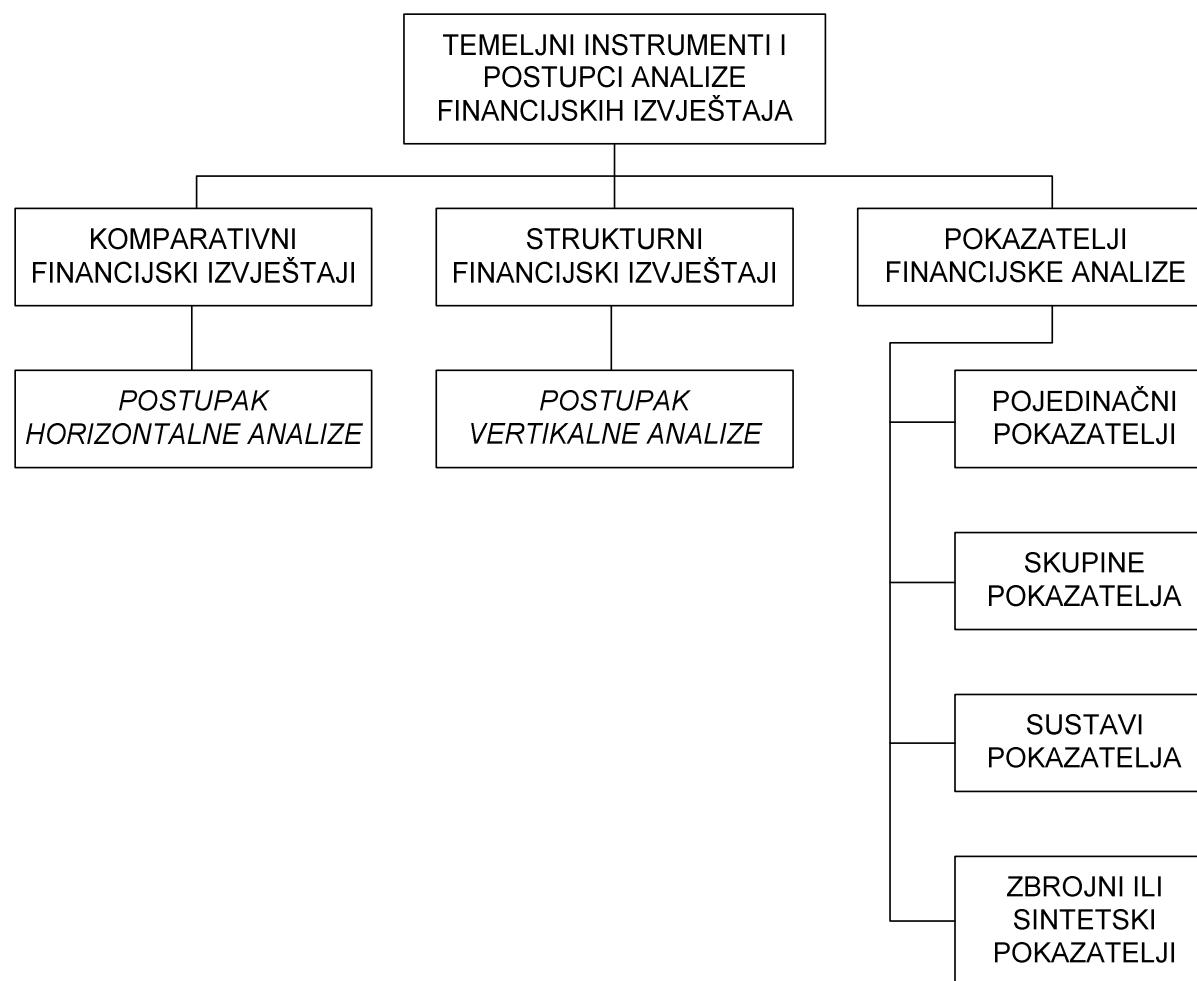 TEMELJNI INSTRUMENTI I
POSTUPCI ANALIZE
FINANCIJSKIH IZVJEŠTAJA
KOMPARATIVNI
FINANCIJSKI IZVJEŠTAJI
STRUKTURNI
FINANCIJSKI IZVJEŠTAJI
POKAZATELJI
FINANCIJSKE ANALIZE
POSTUPAK
HORIZONTALNE ANALIZE
POSTUPAK
VERTIKALNE ANALIZE
POJEDINAČNI
POKAZATELJI
SKUPINE
POKAZATELJA
SUSTAVI
POKAZATELJA
ZBROJNI ILI
SINTETSKI
POKAZATELJI